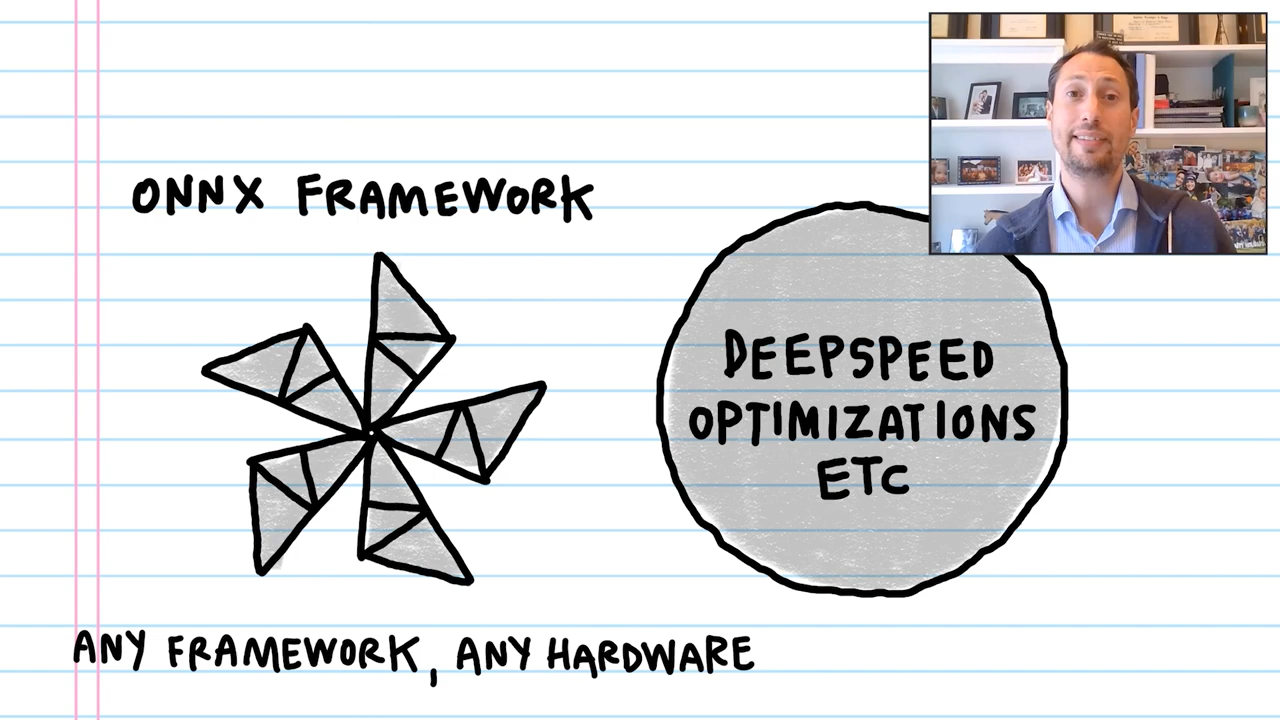 ONNX FRAMEWORK
DEEPSPEED
OPTIMIZATIONS
ETC
ANY FRAMEWORK, ANY HARDWARE